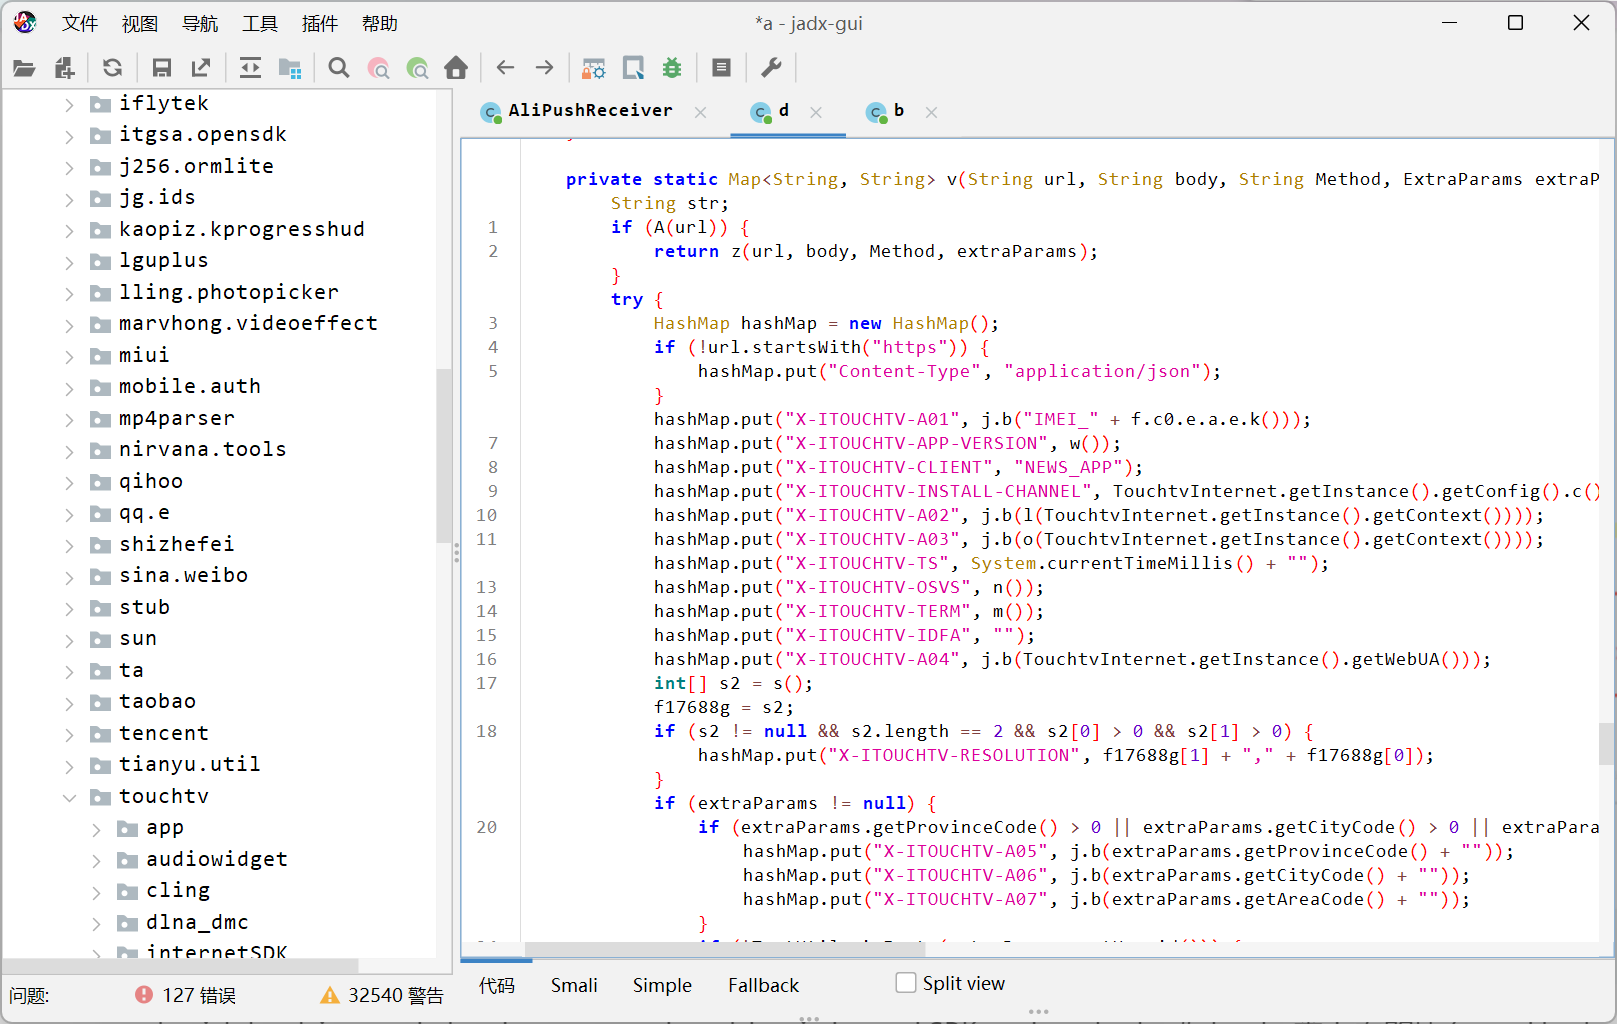 *a - jadx-gui
文件 视图 导航 工具 插件 帮助
iflytek
itgsa.opensdk
j256.ormlite
jg.ids
kaopiz.kprogresshud
lguplus
lling.photopicker
marvhong.videoeffect
miui
mobile.auth
mp4parser
nirvana.tools
qihoo
qq.e
shizhefei
sina.weibo
stub
sun
ta
taobao
tencent
tianyu.util
touchtv
app
audiowidget
cling
dlna_dmc
internetSDK
问题: 127 错误 32540 警告
AliPushReceiver d b
private static Map<String, String> v(String url, String body, String Method, ExtraParams extraP
String str;
1 if (A(url)) {
2 return z(url, body, Method, extraParams);
}
try {
3 HashMap hashMap = new HashMap();
4 if (!url.startsWith("https")) {
5 hashMap.put("Content-Type", "application/json");
}
hashMap.put("X-ITOUCHTV-A01", j.b("IMEI_" + f.c0.e.a.e.k()));
7 hashMap.put("X-ITOUCHTV-APP-VERSION", w());
8 hashMap.put("X-ITOUCHTV-CLIENT", "NEWS_APP");
9 hashMap.put("X-ITOUCHTV-INSTALL-CHANNEL", TouchtvInternet.getInstance().getConfig().c()
10 hashMap.put("X-ITOUCHTV-A02", j.b(l(TouchtvInternet.getInstance().getContext())));
11 hashMap.put("X-ITOUCHTV-A03", j.b(o(TouchtvInternet.getInstance().getContext())));
hashMap.put("X-ITOUCHTV-TS", System.currentTimeMillis() + "");
13 hashMap.put("X-ITOUCHTV-OSVS", n());
14 hashMap.put("X-ITOUCHTV-TERM", m());
15 hashMap.put("X-ITOUCHTV-IDFA", "");
16 hashMap.put("X-ITOUCHTV-A04", j.b(TouchtvInternet.getInstance().getWebUA()));
17 int[] s2 = s();
f17688g = s2;
18 if (s2 != null && s2.length == 2 && s2[0] > 0 && s2[1] > 0) {
hashMap.put("X-ITOUCHTV-RESOLUTION", f17688g[1] + "," + f17688g[0]);
}
if (extraParams != null) {
20 if (extraParams.getProvinceCode() > 0 || extraParams.getCityCode() > 0 || extraPara
hashMap.put("X-ITOUCHTV-A05", j.b(extraParams.getProvinceCode() + ""));
hashMap.put("X-ITOUCHTV-A06", j.b(extraParams.getCityCode() + ""));
hashMap.put("X-ITOUCHTV-A07", j.b(extraParams.getAreaCode() + ""));
}
代码 Smali Simple Fallback Split view